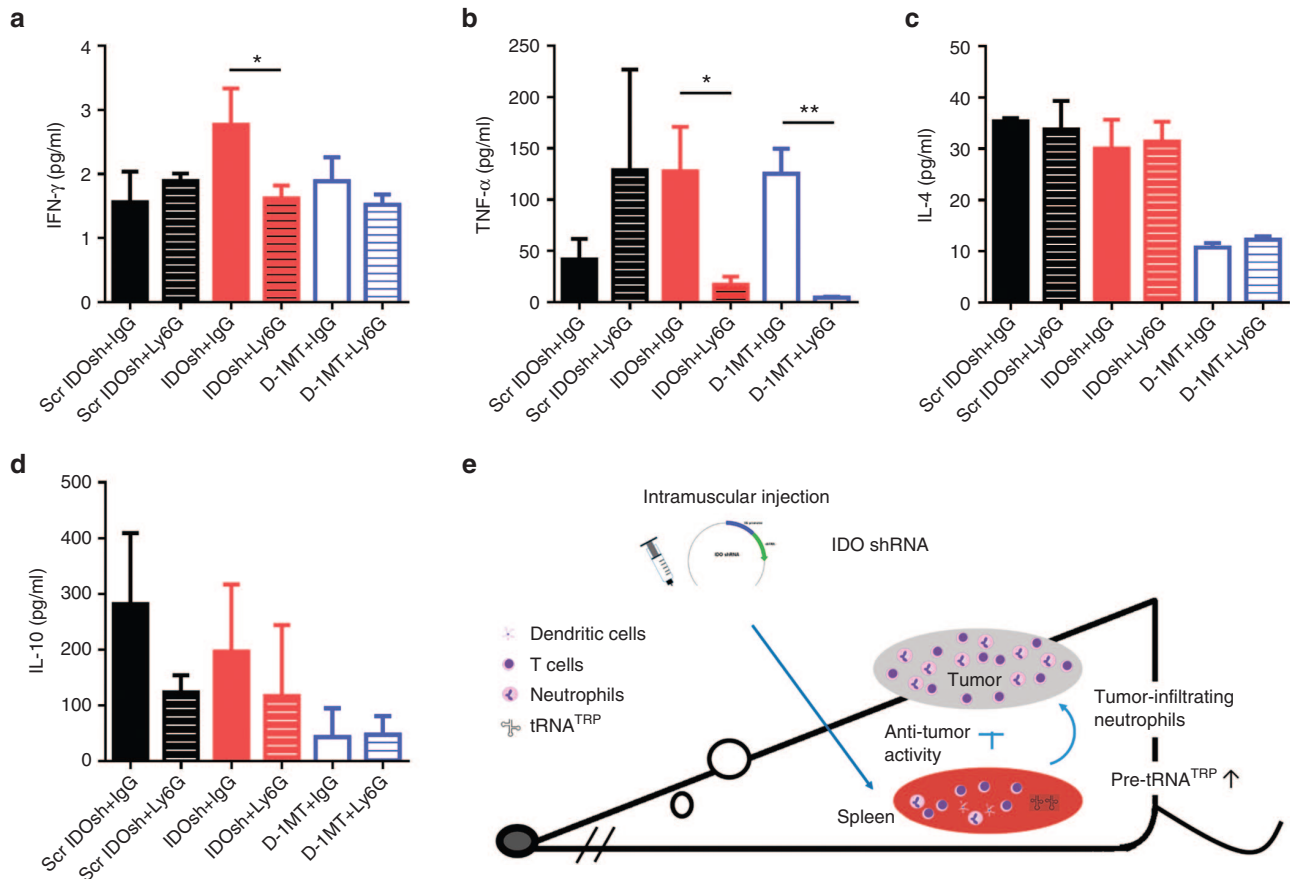 a
4
3
2
1
0
IFN-γ (pg/ml)
*
Scr IDOsh+IgG
Scr IDOsh+Ly6G
IDOsh+IgG
IDOsh+Ly6G
D-1MT+IgG
D-1MT+Ly6G
b
250
200
150
100
50
0
TNF-α (pg/ml)
*
**
Scr IDOsh+IgG
Scr IDOsh+Ly6G
IDOsh+IgG
IDOsh+Ly6G
D-1MT+IgG
D-1MT+Ly6G
c
50
40
30
20
10
0
IL-4 (pg/ml)
Scr IDOsh+IgG
Scr IDOsh+Ly6G
IDOsh+IgG
IDOsh+Ly6G
D-1MT+IgG
D-1MT+Ly6G
d
500
400
300
200
100
0
IL-10 (pg/ml)
Scr IDOsh+IgG
Scr IDOsh+Ly6G
IDOsh+IgG
IDOsh+Ly6G
D-1MT+IgG
D-1MT+Ly6G
e
Intramuscular injection
IDO shRNA
IDO shRNA
Dendritic cells
T cells
Neutrophils
tRNATRP
Tumor
Tumor-infiltrating
neutrophils
Anti-tumor
activity
Pre-tRNATRP ↑
Spleen